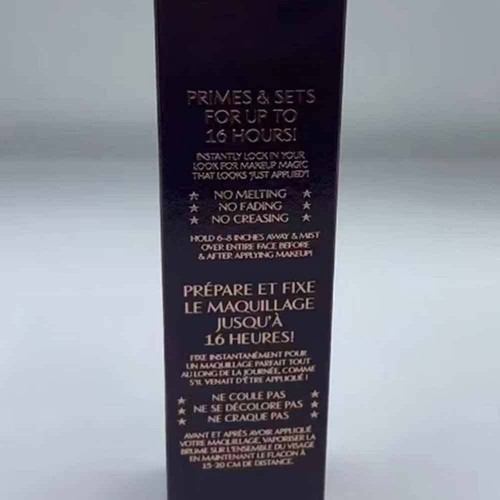 PRIMES & SETS
FOR UP TO
16 HOURS!
INSTANTLY LOCK IN YOUR
LOOK FOR MAKEUP MAGIC
THAT LOOKS 'JUST APPLIED'!
★ NO MELTING ★
★ NO FADING ★
★ NO CREASING ★
HOLD 6-8 INCHES AWAY & MIST
OVER ENTIRE FACE BEFORE
& AFTER APPLYING MAKEUP!
PRÉPARE ET FIXE
LE MAQUILLAGE
JUSQU'À
16 HEURES!
FIXE INSTANTANÉMENT POUR
UN MAQUILLAGE PARFAIT TOUT
AU LONG DE LA JOURNÉE, COMME
S'IL VENAIT D'ÊTRE APPLIQUÉ !
★ NE COULE PAS ★
★ NE SE DÉCOLORE PAS ★
★ NE CRAQUE PAS ★
AVANT ET APRÈS AVOIR APPLIQUÉ
VOTRE MAQUILLAGE, VAPORISER LA
BRUME SUR L'ENSEMBLE DU VISAGE
EN MAINTENANT LE FLACON À
15-20 CM DE DISTANCE.